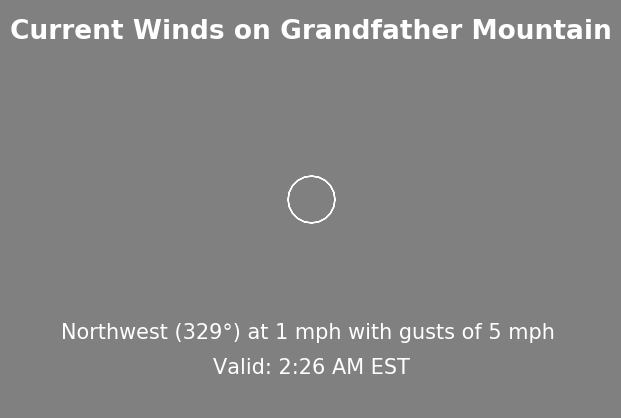 Current Winds on Grandfather Mountain
Northwest (329°) at 1 mph with gusts of 5 mph
Valid: 2:26 AM EST